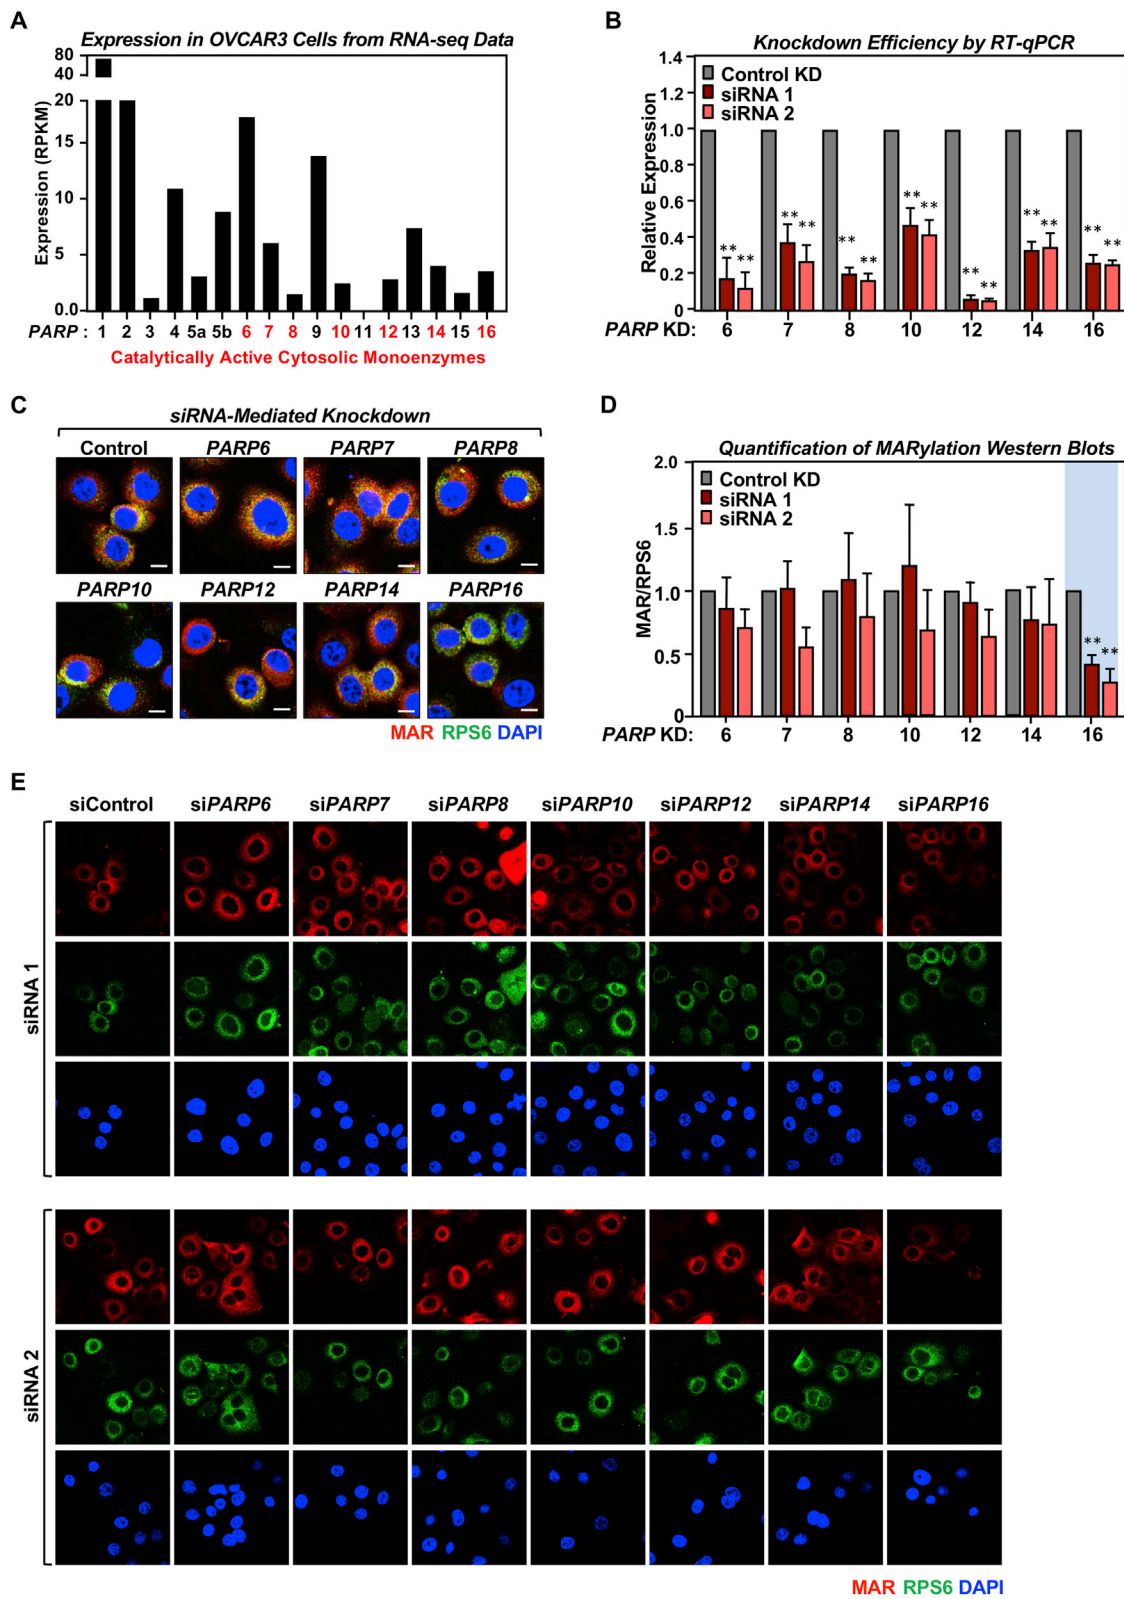 A
Expression in OVCAR3 Cells from RNA-seq Data
Expression (RPKM)
80
40
20
15
10
5
0.0
PARP : 1 2 3 4 5a 5b 6 7 8 9 10 11 12 13 14 15 16
Catalytically Active Cytosolic Monoenzymes
B
Knockdown Efficiency by RT-qPCR
Relative Expression
1.4
1.2
1.0
0.8
0.6
0.4
0.2
0
Control KD
siRNA 1
siRNA 2
** ** ** ** ** ** ** ** ** ** ** ** ** **
PARP KD: 6 7 8 10 12 14 16
C
siRNA-Mediated Knockdown
Control PARP6 PARP7 PARP8
PARP10 PARP12 PARP14 PARP16
MAR RPS6 DAPI
D
Quantification of MARylation Western Blots
MAR/RPS6
2.0
1.5
1.0
0.5
0
Control KD
siRNA 1
siRNA 2
** **
PARP KD: 6 7 8 10 12 14 16
E
siControl siPARP6 siPARP7 siPARP8 siPARP10 siPARP12 siPARP14 siPARP16
siRNA 1
siRNA 2
MAR RPS6 DAPI